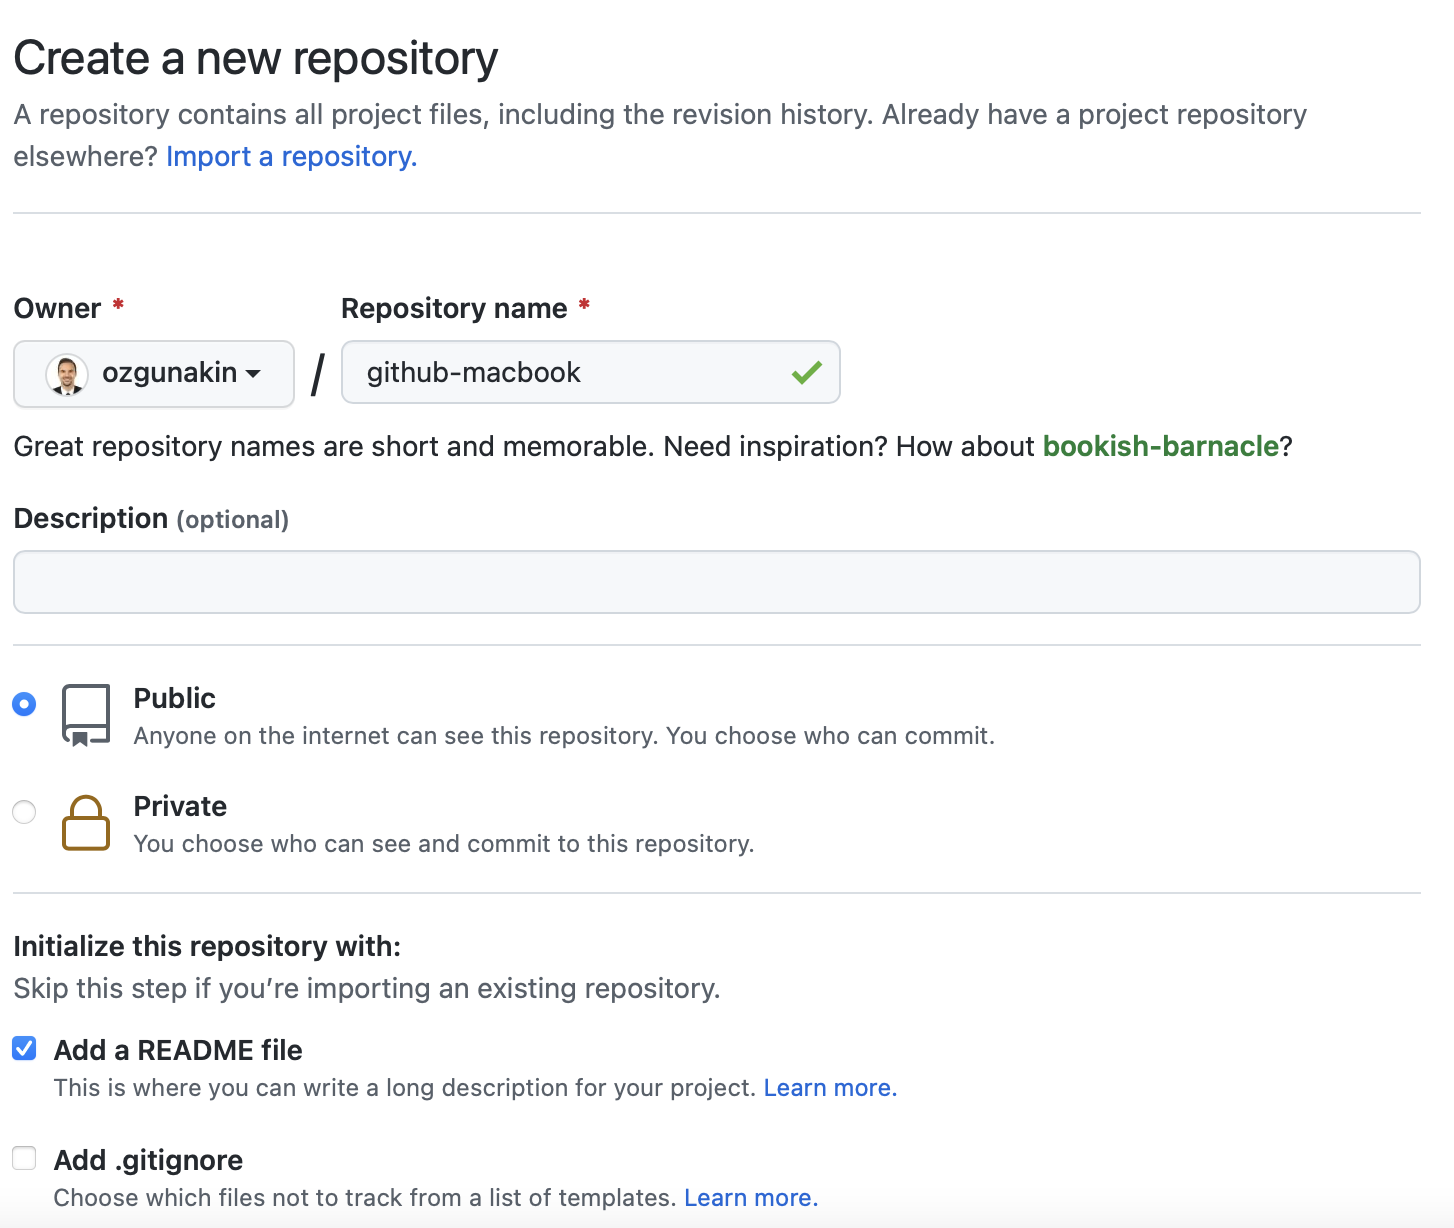 Create a new repository
A repository contains all project files, including the revision history. Already have a project repository
elsewhere? Import a repository.
Owner * Repository name *
ozgunakin / github-macbook
Great repository names are short and memorable. Need inspiration? How about bookish-barnacle?
Description (optional)
Public
Anyone on the internet can see this repository. You choose who can commit.
Private
You choose who can see and commit to this repository.
Initialize this repository with:
Skip this step if you’re importing an existing repository.
Add a README file
This is where you can write a long description for your project. Learn more.
Add .gitignore
Choose which files not to track from a list of templates. Learn more.